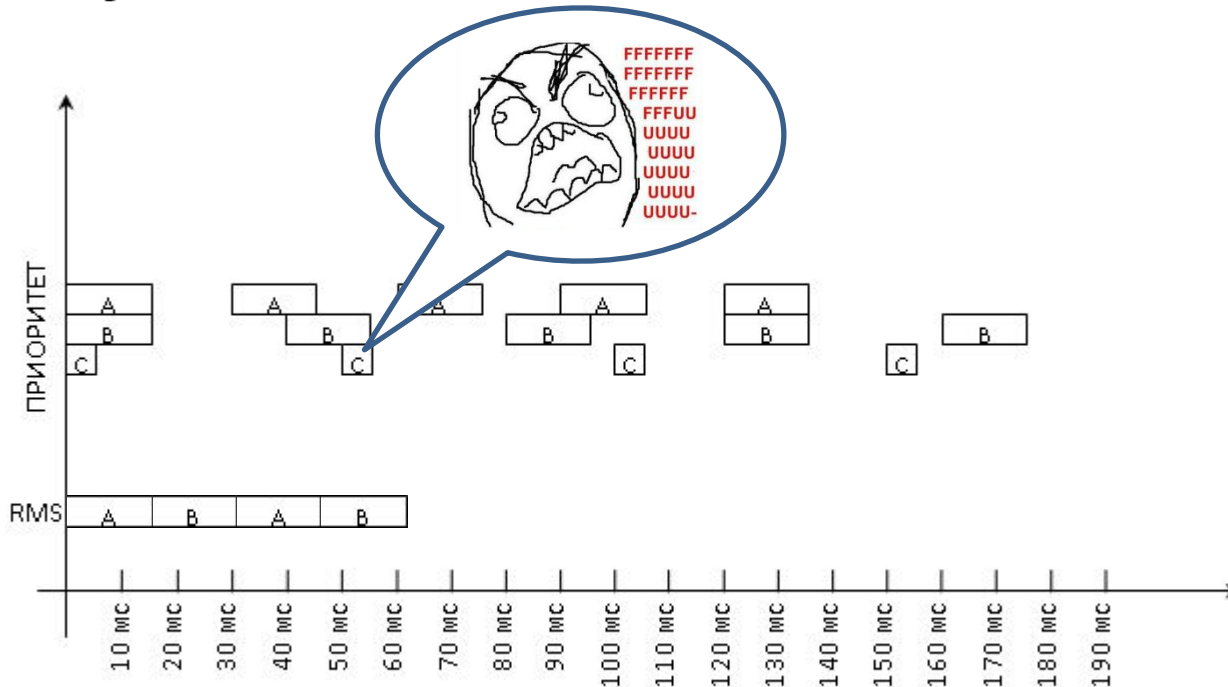 FFFFFFF
FFFFFFF
FFFFFF
FFFUU
UUUU
UUUU
UUUU
UUUU
UUUU-
ПРИОРИТЕТ
A A A A A
B B B B B
C C C C
RMS A B A B
10 мс 20 мс 30 мс 40 мс 50 мс 60 мс 70 мс 80 мс 90 мс 100 мс 110 мс 120 мс 130 мс 140 мс 150 мс 160 мс 170 мс 180 мс 190 мс